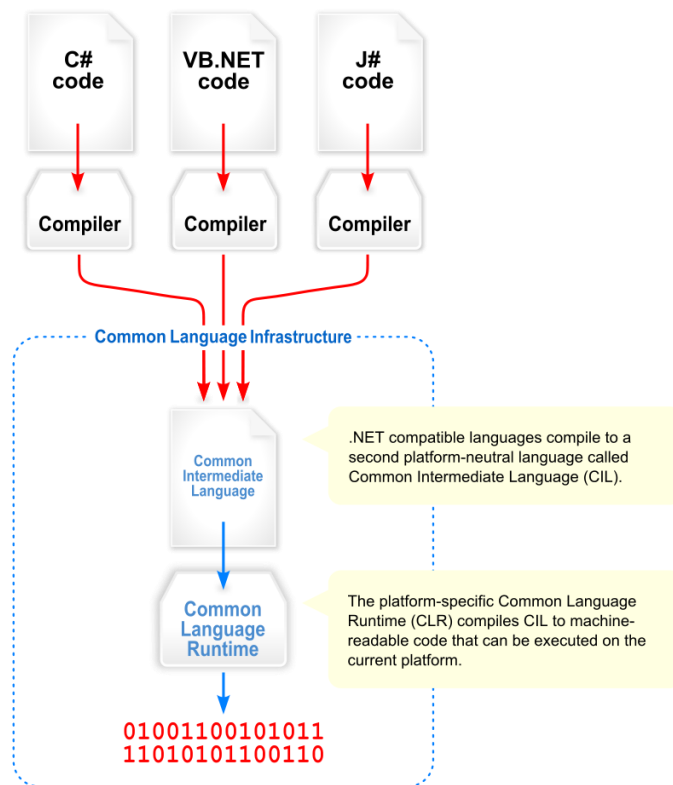 C#
code
VB.NET
code
J#
code
Compiler
Compiler
Compiler
Common Language Infrastructure
Common
Intermediate
Language
.NET compatible languages compile to a
second platform-neutral language called
Common Intermediate Language (CIL).
Common
Language
Runtime
The platform-specific Common Language
Runtime (CLR) compiles CIL to machine-
readable code that can be executed on the
current platform.
01001100101011
11010101100110